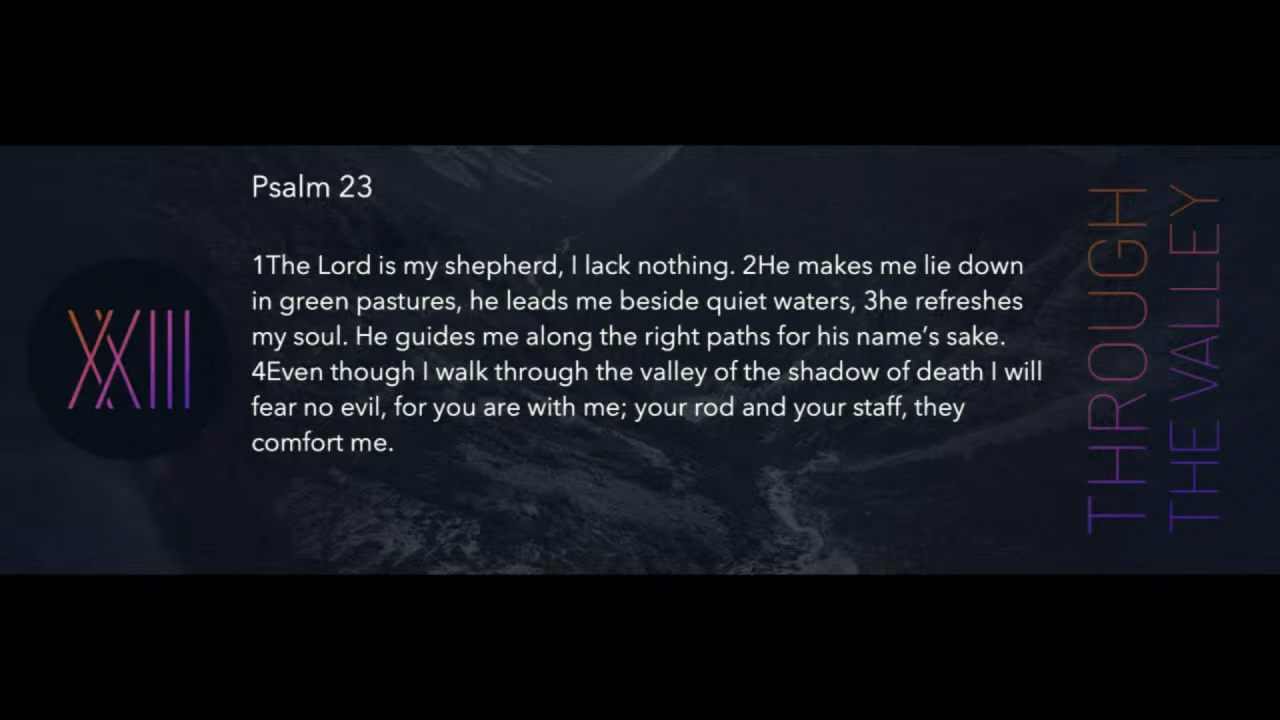 Psalm 23
1The Lord is my shepherd, I lack nothing. 2He makes me lie down
in green pastures, he leads me beside quiet waters, 3he refreshes
my soul. He guides me along the right paths for his name’s sake.
4Even though I walk through the valley of the shadow of death I will
fear no evil, for you are with me; your rod and your staff, they
comfort me.
XXIII
THROUGH
THE VALLEY